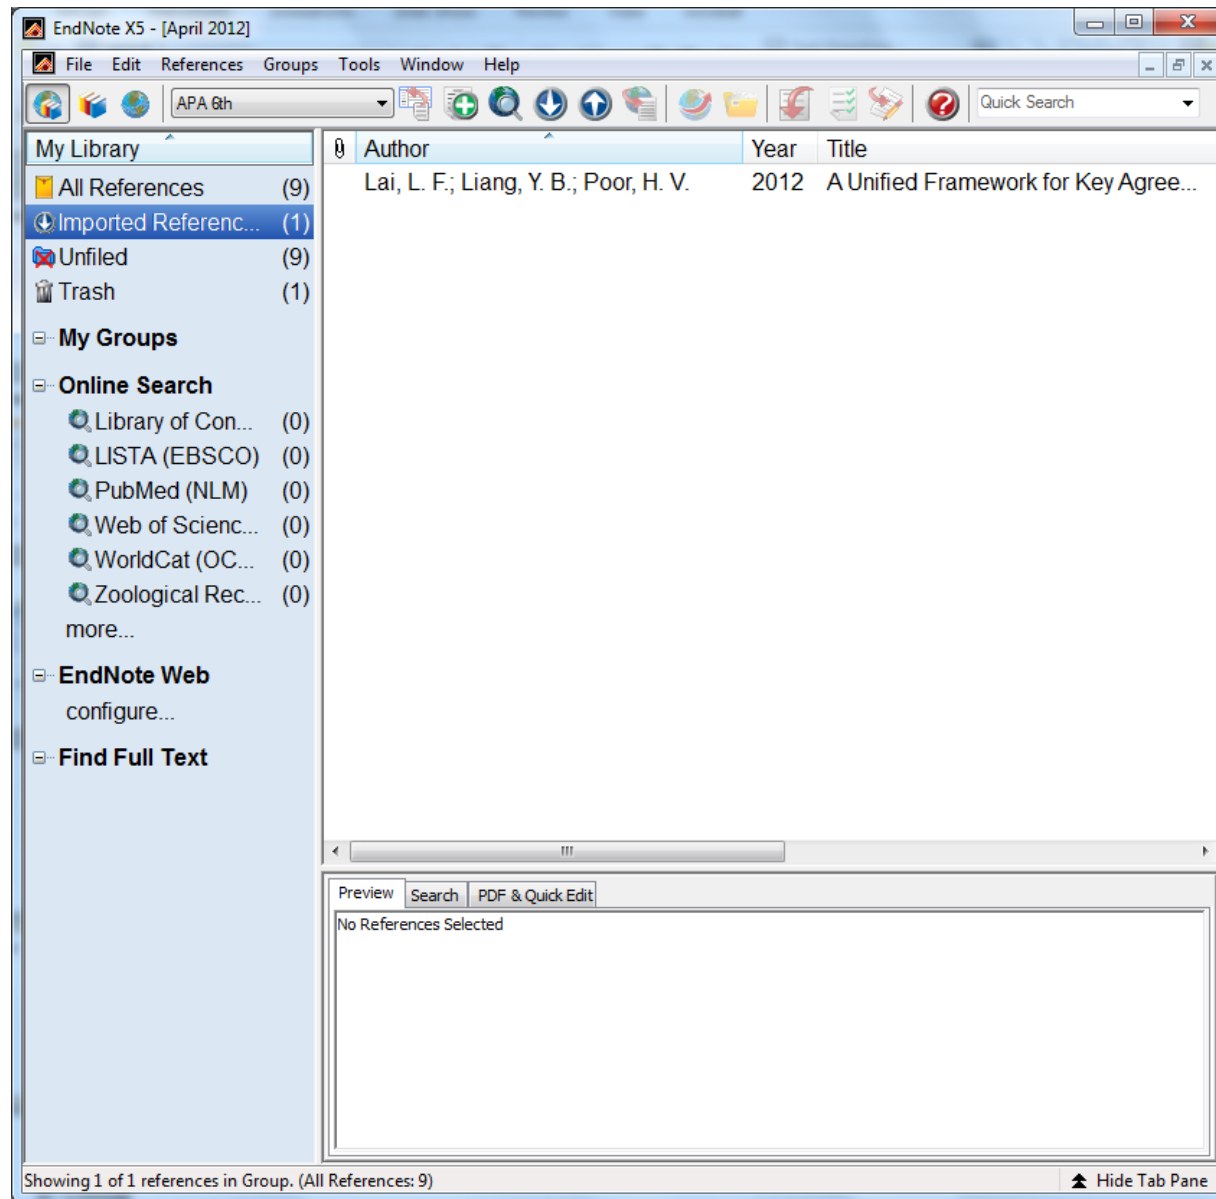 EndNote X5 - [April 2012]
File Edit References Groups Tools Window Help
APA 6th
Quick Search
My Library
All References (9)
Imported Referenc... (1)
Unfiled (9)
Trash (1)
My Groups
Online Search
Library of Con... (0)
LISTA (EBSCO) (0)
PubMed (NLM) (0)
Web of Scienc... (0)
WorldCat (OC... (0)
Zoological Rec... (0)
more...
EndNote Web
configure...
Find Full Text
Author Year Title
Lai, L. F.; Liang, Y. B.; Poor, H. V. 2012 A Unified Framework for Key Agree...
Preview Search PDF & Quick Edit
No References Selected
Showing 1 of 1 references in Group. (All References: 9)
Hide Tab Pane